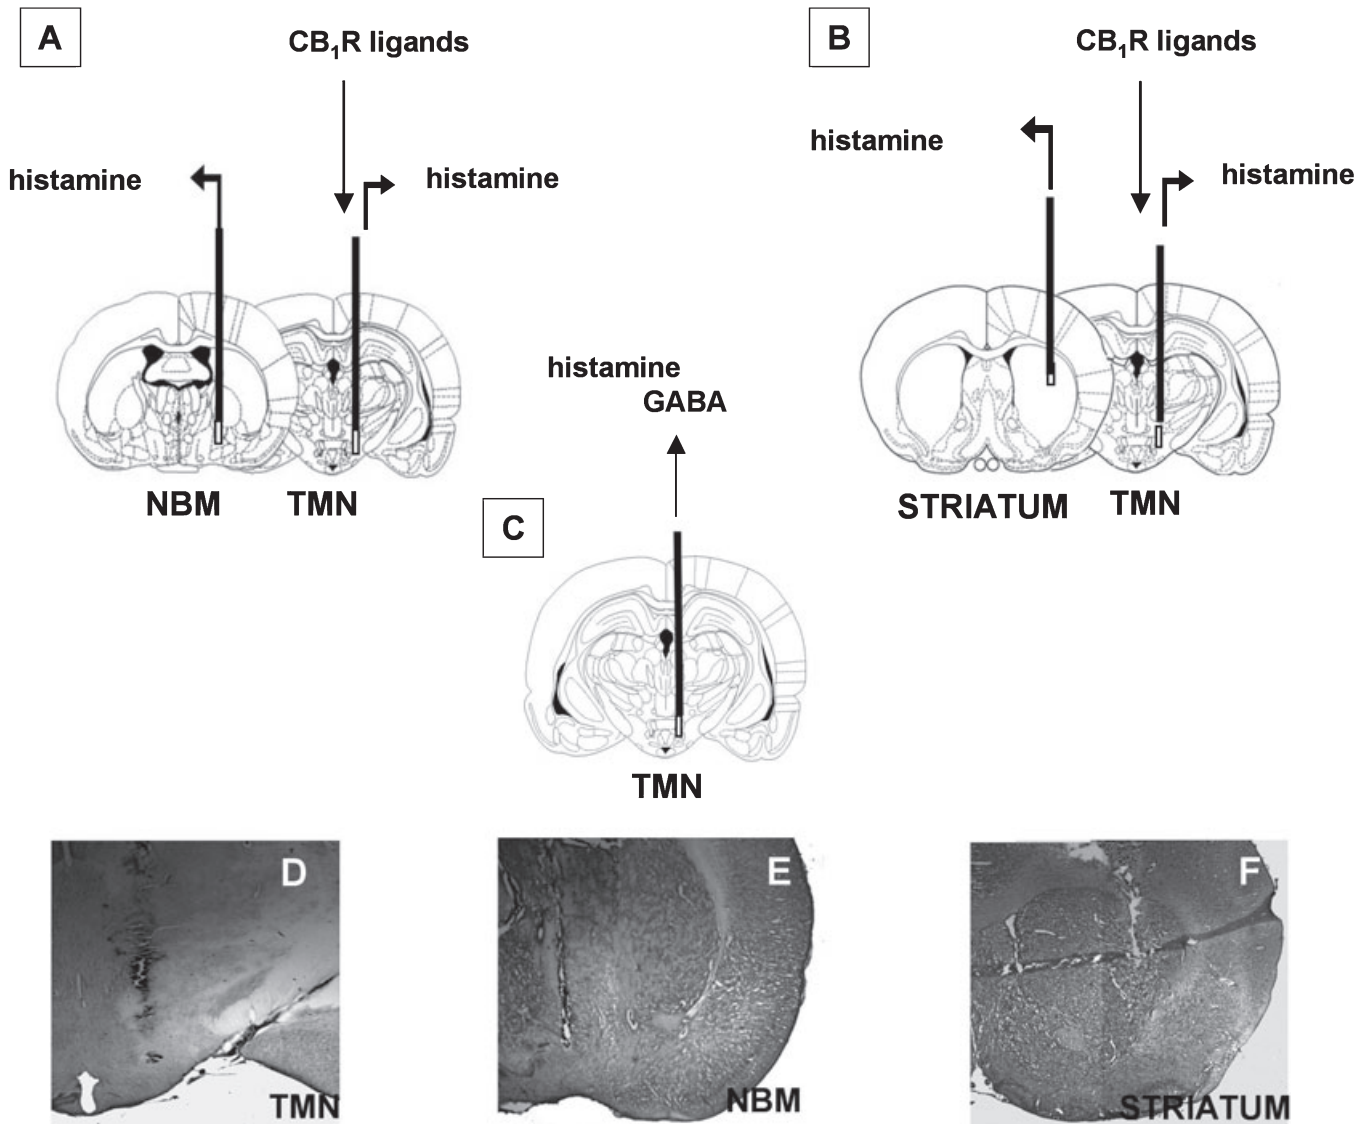 A
CB1R ligands
histamine
histamine
NBM
TMN
B
CB1R ligands
histamine
histamine
STRIATUM
TMN
C
histamine
GABA
TMN
D
TMN
E
NBM
F
STRIATUM